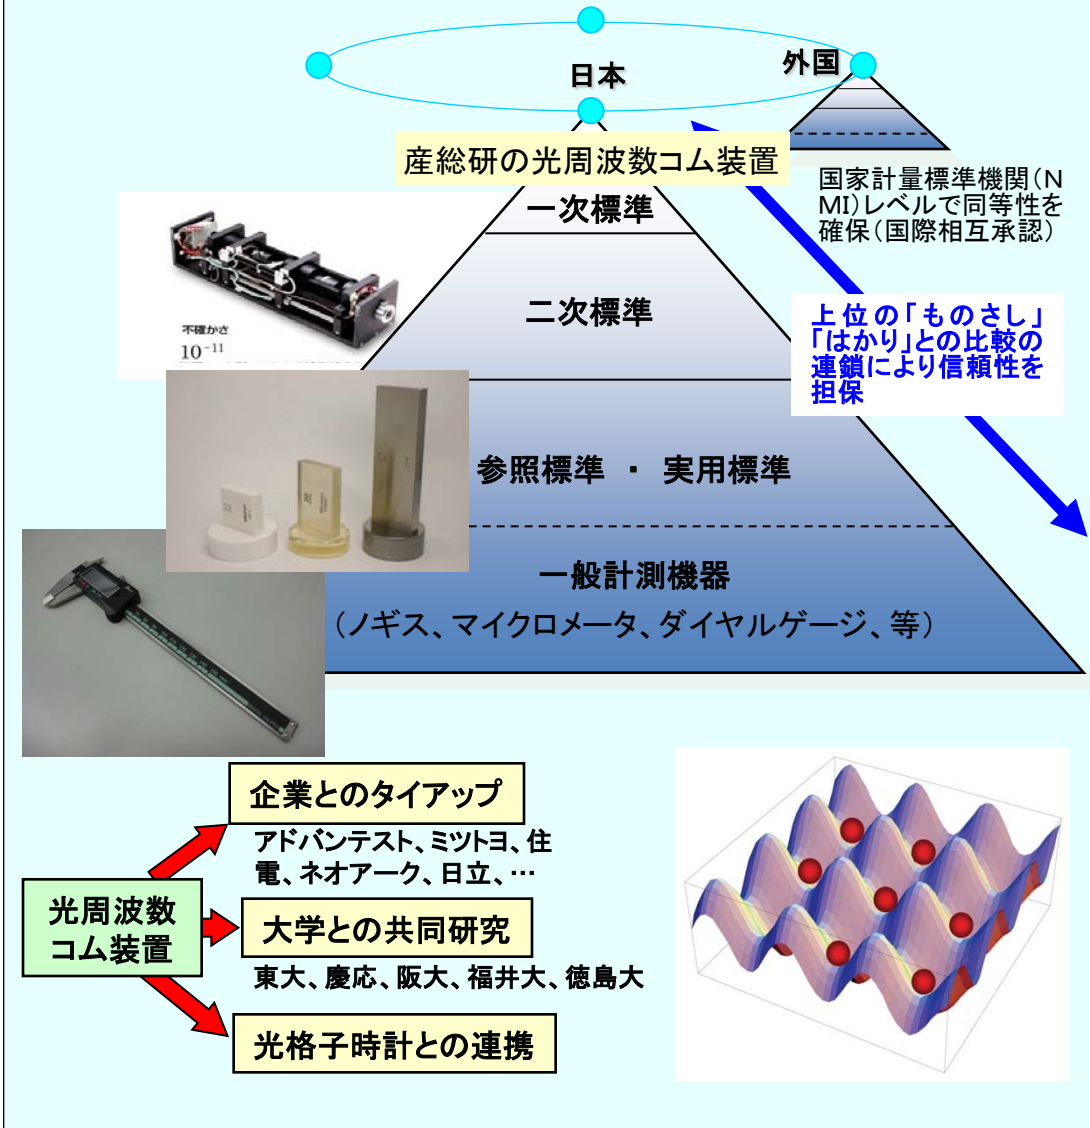 日本
外国
産総研の光周波数コム装置
国家計量標準機関(N
MI)レベルで同等性を
確保(国際相互承認)
一次標準
二次標準
不確かさ
10⁻¹¹
上位の「ものさし」
「はかり」との比較の
連鎖により信頼性を
担保
参照標準 ・ 実用標準
一般計測機器
(ノギス、マイクロメータ、ダイヤルゲージ、等)
企業とのタイアップ
アドバンテスト、ミツトヨ、住
電、ネオアーク、日立、…
光周波数
コム装置
大学との共同研究
東大、慶応、阪大、福井大、徳島大
光格子時計との連携